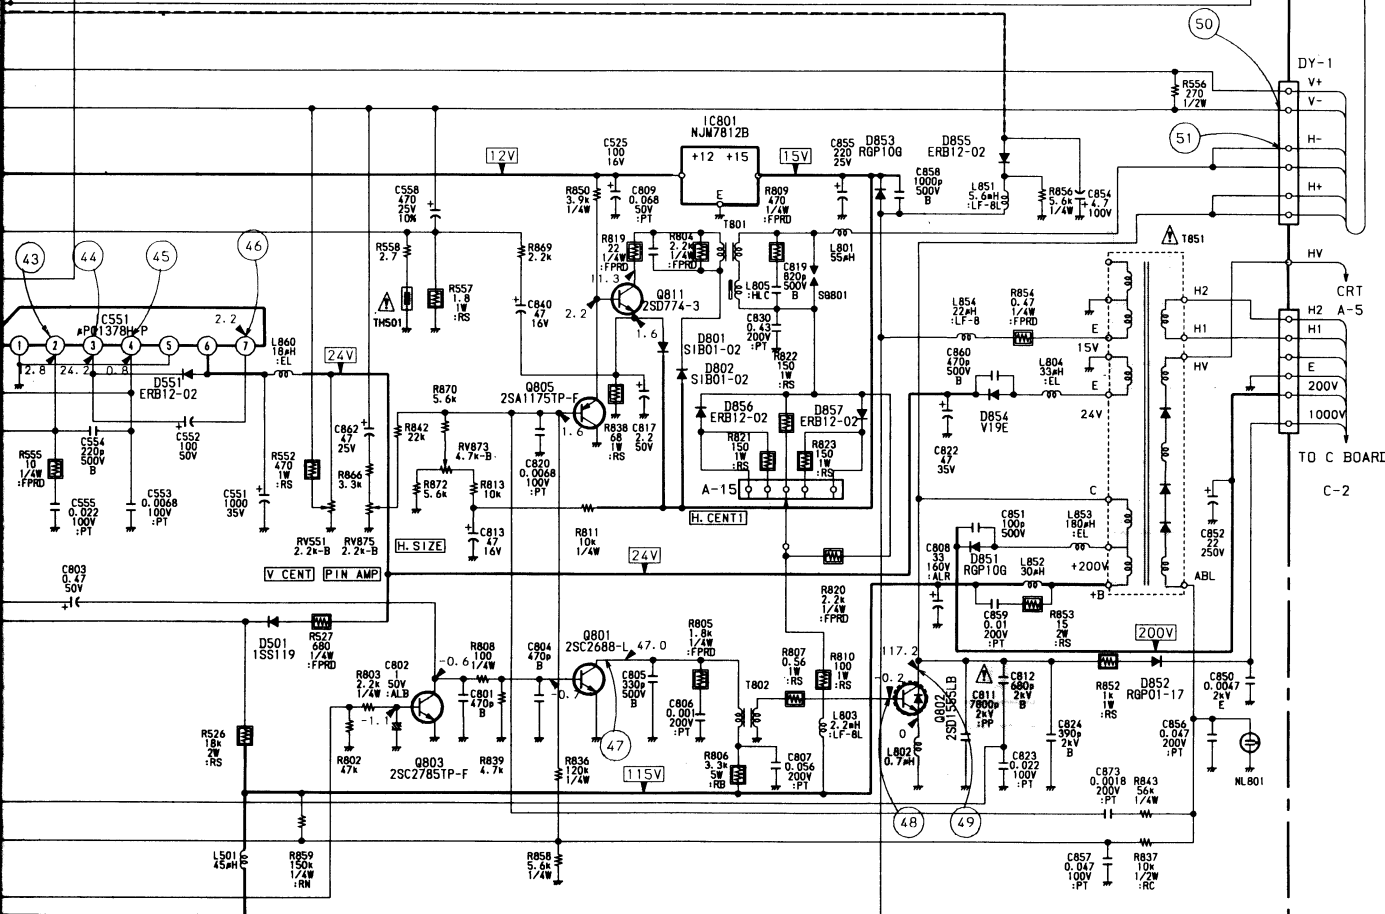 50
DY-1
V+
V-
R556
270
1/2W
51
H-
H+
IC801
NJM7812B
+12 +15
E
12V
15V
C525
100
16V
C855
220
25V
D853
RGP10G
D855
ERB12-02
C858
1000p
500V
B
L851
5.6mH
:LF-8L
R856
5.6k
1/4W
C854
4.7
100V
C558
470
25V
10%
R850
3.9k
1/4W
C809
0.068
50V
:PT
R809
470
1/4W
:FPRD
T801
R819
22
1/4W
:FPRD
R804
2.2k
1/4W
:FPRD
L801
55µH
T851
43
44
45
46
R558
2.7
R869
2.2k
TH501
R557
1.8
1W
:RS
C840
47
16V
11.3
Q811
2SD774-3
2.2
1.6
L805
:HLC
C819
820p
500V
B
SG801
C830
0.43
200V
:PT
HV
CRT
A-5
H2
H1
E
15V
E
24V
HV
H2
H1
E
200V
1000V
TO C BOARD
C-2
L854
22µH
:LF-8
R854
0.47
1/4W
:FPRD
C860
470p
500V
B
L804
33µH
:EL
D854
V19E
C822
47
35V
IC551
µPC1378H-P
2.2
1 2 3 4 5 6 7
12.8
24.2
0.8
L860
18µH
:EL
24V
D551
ERB12-02
D801
SIB01-02
D802
SIB01-02
R822
150
1W
:RS
R870
5.6k
Q805
2SA1175TP-F
1.6
D856
ERB12-02
D857
ERB12-02
C862
47
25V
R842
22k
RV873
4.7k-B
R838
68
1W
:RS
C817
2.2
50V
R821
150
1W
:RS
R823
150
1W
:RS
C554
220p
500V
B
C552
100
50V
R555
10
1/4W
:FPRD
R552
470
1W
:RS
R866
3.3k
R872
5.6k
R813
10k
C820
0.0068
100V
:PT
A-15
H.CENT1
C555
0.022
100V
:PT
C553
0.0068
100V
:PT
C551
1000
35V
RV551
2.2k-B
RV875
2.2k-B
C813
47
16V
R811
10k
1/4W
H.SIZE
V CENT
PIN AMP
24V
C
C851
100p
500V
L853
180µH
:EL
C808
33
160V
:ALR
D851
RGP10G
L852
30µH
+200V
+B
C852
22
250V
ABL
C859
0.01
200V
:PT
R853
15
2W
:RS
200V
C803
0.47
50V
D501
1SS119
R527
680
1/4W
:FPRD
R820
2.2k
1/4W
:FPRD
-0.6
R808
100
1/4W
C804
470p
B
Q801
2SC2688-L
47.0
R805
1.8k
1/4W
:FPRD
R807
0.56
1W
:RS
R810
100
1W
:RS
117.2
-0.2
0
Q802
2SD1555LB
C811
7800p
2kV
:PP
C812
680p
2kV
B
R852
1k
1W
:RS
D852
RGP01-17
C850
0.0047
2kV
E
R803
2.2k
1/4W
C802
1
50V
:ALB
-1.1
C801
470p
B
-0.7
C805
330p
500V
B
C806
0.001
200V
:PT
T802
L803
2.2mH
:LF-8L
L802
0.7µH
C824
390p
2kV
B
C856
0.047
200V
:PT
NL801
R526
18k
2W
:RS
R802
47k
Q803
2SC2785TP-F
R839
4.7k
R836
120k
1/4W
47
R806
3.3k
5W
:RB
C807
0.056
200V
:PT
115V
C823
0.022
100V
:PT
C873
0.0018
200V
:PT
R843
56k
1/4W
48
49
L501
45µH
R859
150k
1/4W
:RN
R858
5.6k
1/4W
C857
0.047
100V
:PT
R837
10k
1/2W
:RC